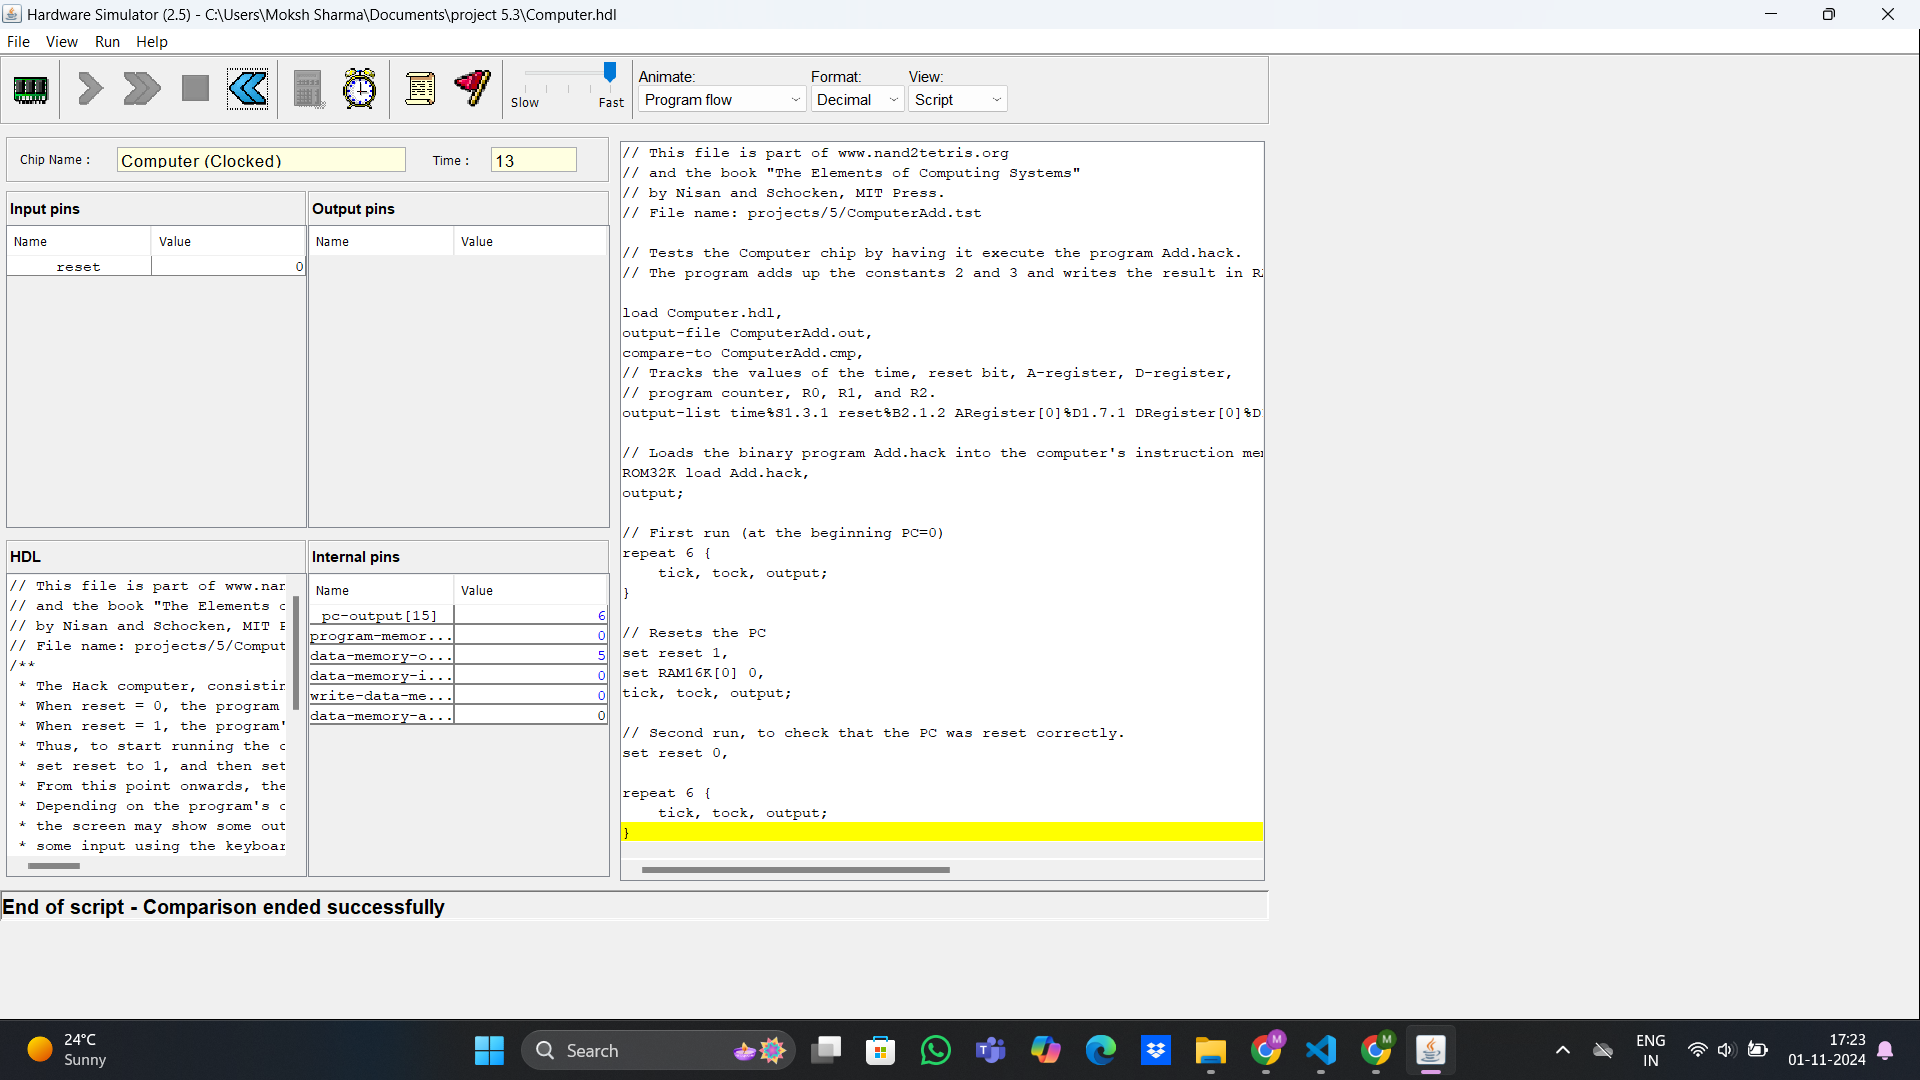 Hardware Simulator (2.5) - C:\Users\Moksh Sharma\Documents\project 5.3\Computer.hdl
File View Run Help
Slow Fast
Animate: Format: View:
Program flow Decimal Script
Chip Name : Computer (Clocked) Time : 13
Input pins
Name Value
reset 0
Output pins
Name Value
HDL
// This file is part of www.nan
// and the book "The Elements o
// by Nisan and Schocken, MIT P
// File name: projects/5/Comput
/**
* The Hack computer, consistin
* When reset = 0, the program
* When reset = 1, the program'
* Thus, to start running the c
* set reset to 1, and then set
* From this point onwards, the
* Depending on the program's c
* the screen may show some out
* some input using the keyboar
Internal pins
Name Value
pc-output[15] 6
program-memor... 0
data-memory-o... 5
data-memory-i... 0
write-data-me... 0
data-memory-a... 0
// This file is part of www.nand2tetris.org
// and the book "The Elements of Computing Systems"
// by Nisan and Schocken, MIT Press.
// File name: projects/5/ComputerAdd.tst
// Tests the Computer chip by having it execute the program Add.hack.
// The program adds up the constants 2 and 3 and writes the result in R
load Computer.hdl,
output-file ComputerAdd.out,
compare-to ComputerAdd.cmp,
// Tracks the values of the time, reset bit, A-register, D-register,
// program counter, R0, R1, and R2.
output-list time%S1.3.1 reset%B2.1.2 ARegister[0]%D1.7.1 DRegister[0]%D
// Loads the binary program Add.hack into the computer's instruction me
ROM32K load Add.hack,
output;
// First run (at the beginning PC=0)
repeat 6 {
tick, tock, output;
}
// Resets the PC
set reset 1,
set RAM16K[0] 0,
tick, tock, output;
// Second run, to check that the PC was reset correctly.
set reset 0,
repeat 6 {
tick, tock, output;
}
End of script - Comparison ended successfully
24°C
Sunny
Search
ENG
IN
17:23
01-11-2024